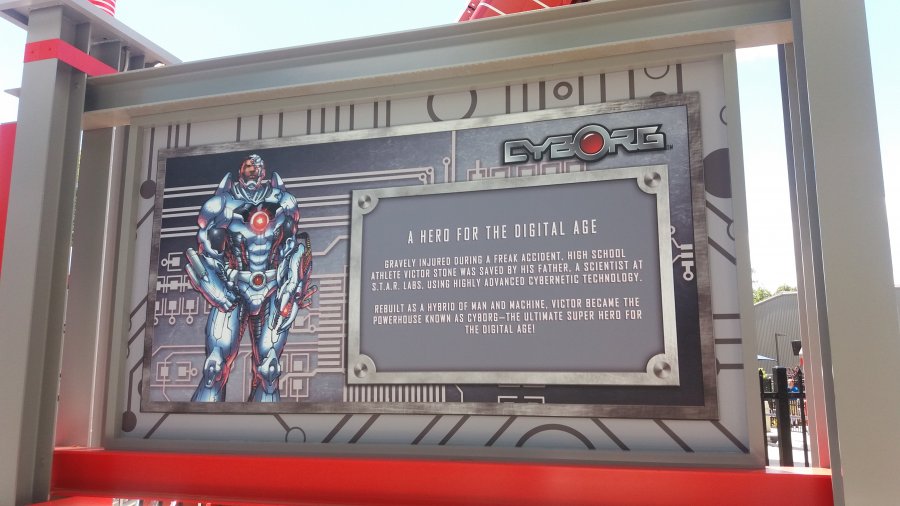 CYBORG
A HERO FOR THE DIGITAL AGE
GRAVELY INJURED DURING A FREAK ACCIDENT, HIGH SCHOOL
ATHLETE VICTOR STONE WAS SAVED BY HIS FATHER, A SCIENTIST AT
S.T.A.R. LABS, USING HIGHLY ADVANCED CYBERNETIC TECHNOLOGY.
REBUILT AS A HYBRID OF MAN AND MACHINE, VICTOR BECAME THE
POWERHOUSE KNOWN AS CYBORG—THE ULTIMATE SUPER HERO FOR
THE DIGITAL AGE!